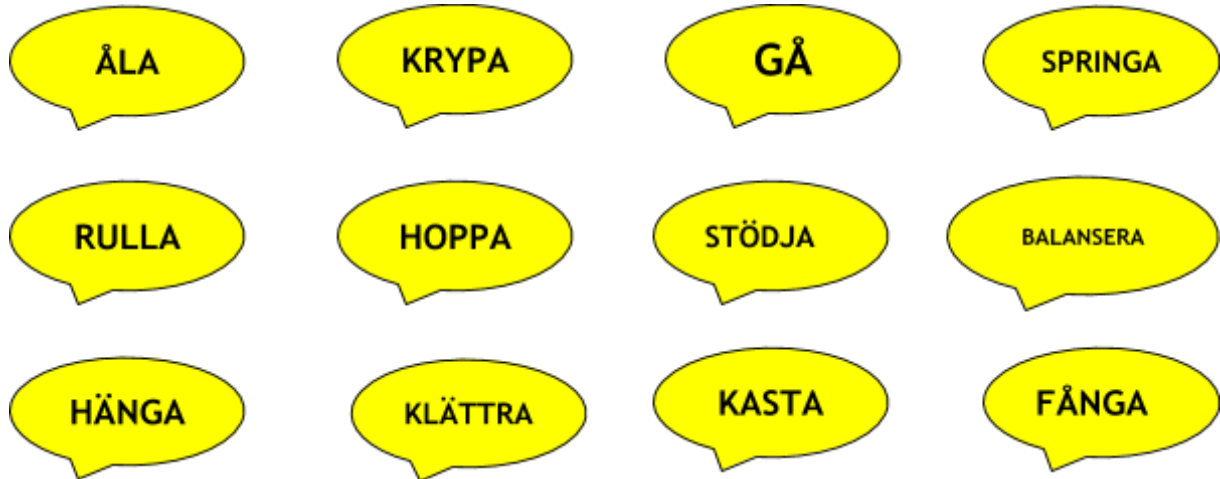 ÅLA
KRYPA
GÅ
SPRINGA
RULLA
HOPPA
STÖDJA
BALANSERA
HÄNGA
KLÄTTRA
KASTA
FÅNGA